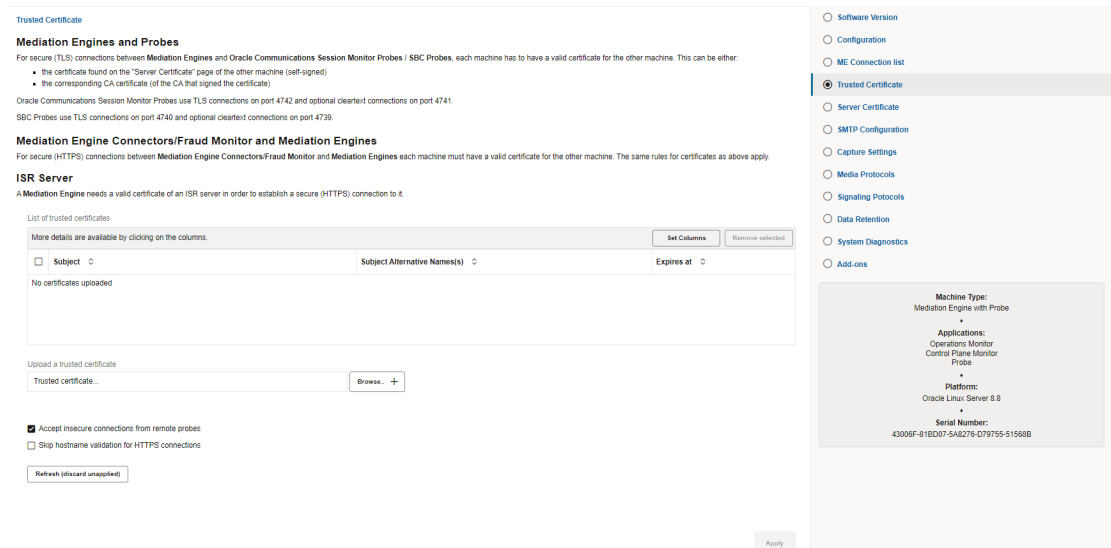 Trusted Certificate
Mediation Engines and Probes
For secure (TLS) connections between Mediation Engines and Oracle Communications Session Monitor Probes / SBC Probes, each machine has to have a valid certificate for the other machine. This can be either:
the certificate found on the "Server Certificate" page of the other machine (self-signed)
the corresponding CA certificate (of the CA that signed the certificate)
Oracle Communications Session Monitor Probes use TLS connections on port 4742 and optional cleartext connections on port 4741.
SBC Probes use TLS connections on port 4740 and optional cleartext connections on port 4739.
Mediation Engine Connectors/Fraud Monitor and Mediation Engines
For secure (HTTPS) connections between Mediation Engine Connectors/Fraud Monitor and Mediation Engines each machine must have a valid certificate for the other machine. The same rules for certificates as above apply.
ISR Server
A Mediation Engine needs a valid certificate of an ISR server in order to establish a secure (HTTPS) connection to it.
List of trusted certificates
More details are available by clicking on the columns.
Set Columns
Remove selected
Subject
Subject Alternative Names(s)
Expires at
No certificates uploaded
Upload a trusted certificate
Trusted certificate...
Browse.. +
Accept insecure connections from remote probes
Skip hostname validation for HTTPS connections
Refresh (discard unapplied)
Apply
Software Version
Configuration
ME Connection list
Trusted Certificate
Server Certificate
SMTP Configuration
Capture Settings
Media Protocols
Signaling Potocols
Data Retention
System Diagnostics
Add-ons
Machine Type:
Mediation Engine with Probe
Applications:
Operations Monitor
Control Plane Monitor
Probe
Platform:
Oracle Linux Server 8.8
Serial Number:
43006F-81BD07-5A8276-D79755-51568B